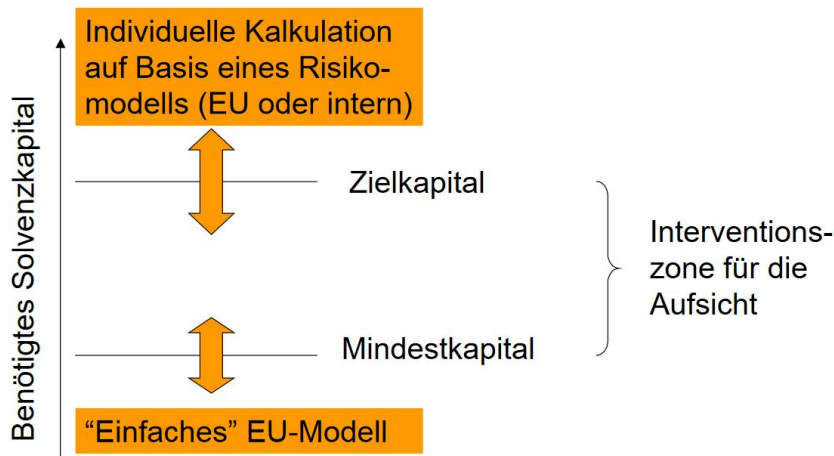 Individuelle Kalkulation
auf Basis eines Risiko-
modells (EU oder intern)
Benötigtes Solvenzkapital
Zielkapital
Interventions-
zone für die
Aufsicht
Mindestkapital
“Einfaches” EU-Modell